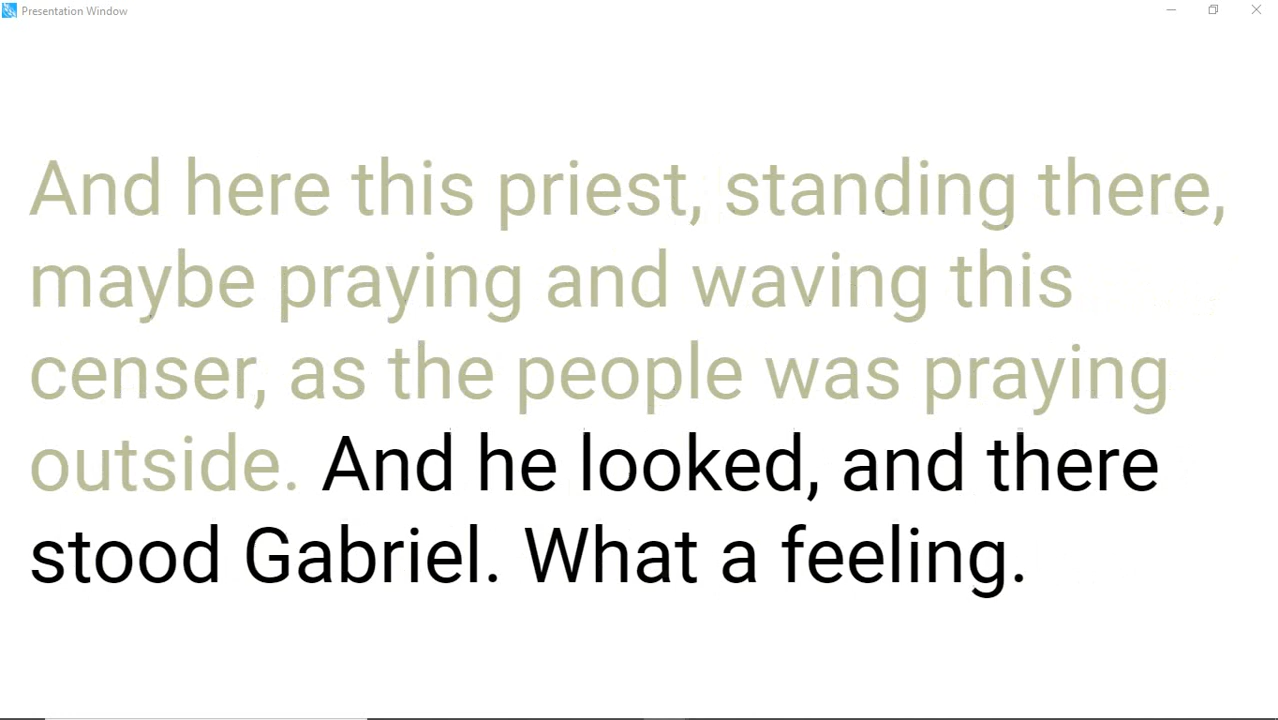 Presentation Window
And here this priest, standing there,
maybe praying and waving this
censer, as the people was praying
outside. And he looked, and there
stood Gabriel. What a feeling.